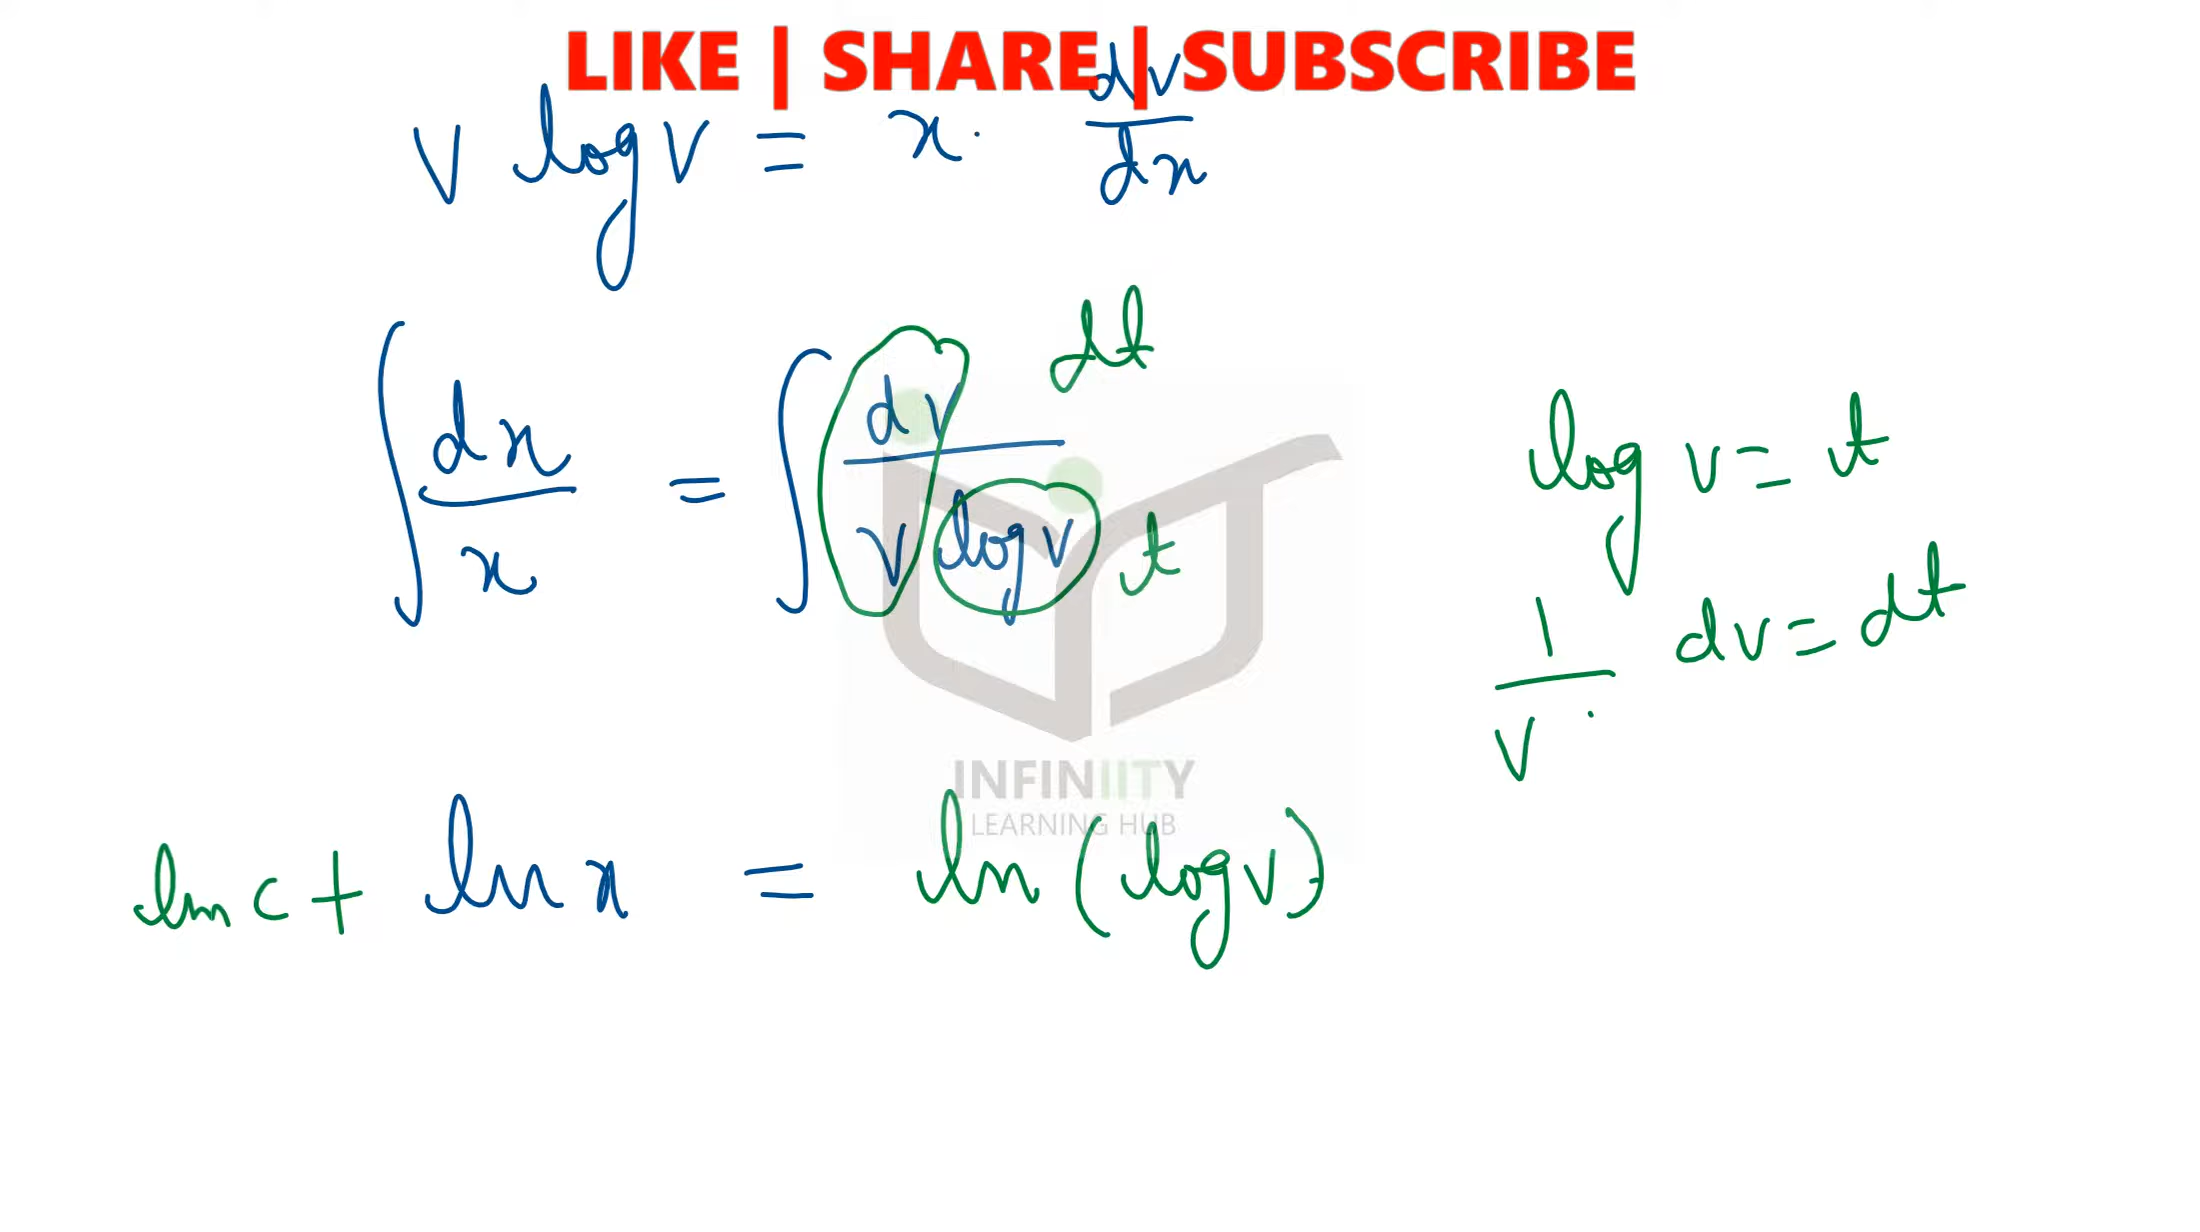 LIKE | SHARE | SUBSCRIBE
v log v = x. dv/dx
∫ dx/x = ∫ dv/(v log v) dt t
log v = t
1/v . dv = dt
INFINIITY
LEARNING HUB
ln c + ln x = ln (log v)